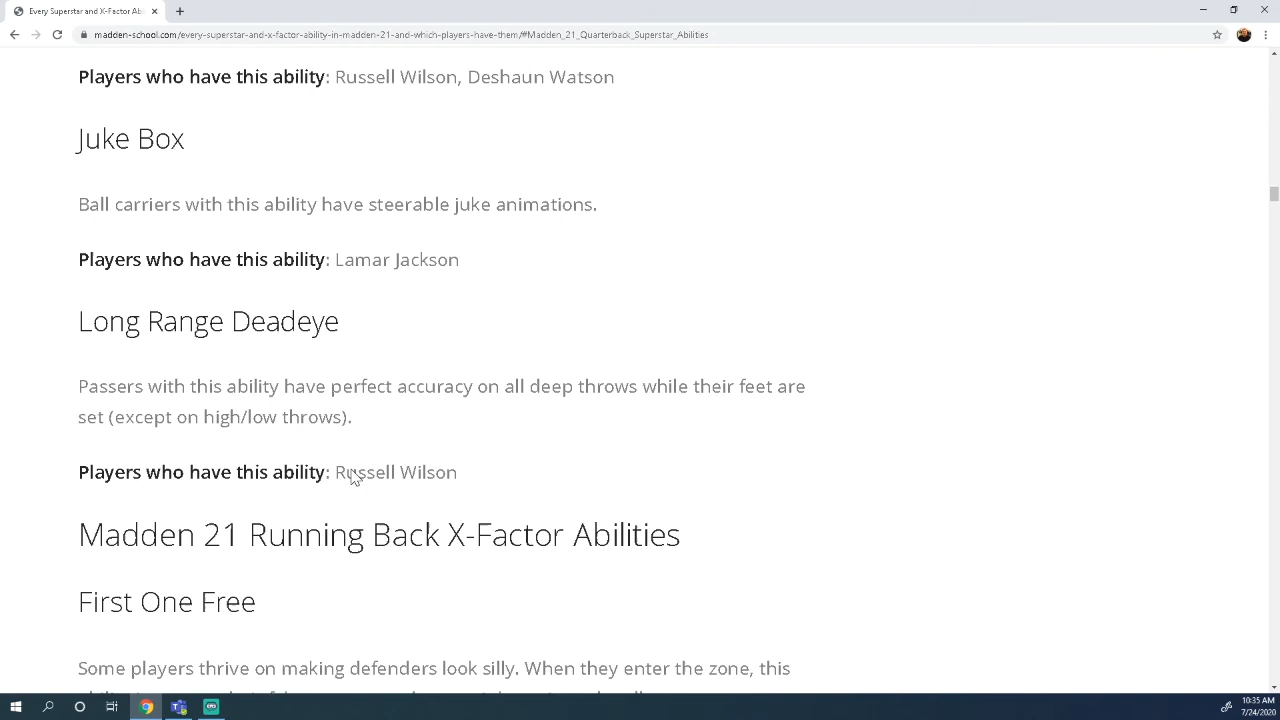 Every Superstar and X-Factor Ab
madden-school.com/every-superstar-and-x-factor-ability-in-madden-21-and-which-players-have-them/#Madden_21_Quarterback_Superstar_Abilities
Players who have this ability: Russell Wilson, Deshaun Watson
Juke Box
Ball carriers with this ability have steerable juke animations.
Players who have this ability: Lamar Jackson
Long Range Deadeye
Passers with this ability have perfect accuracy on all deep throws while their feet are
set (except on high/low throws).
Players who have this ability: Russell Wilson
Madden 21 Running Back X-Factor Abilities
First One Free
Some players thrive on making defenders look silly. When they enter the zone, this
10:35 AM
7/24/2020